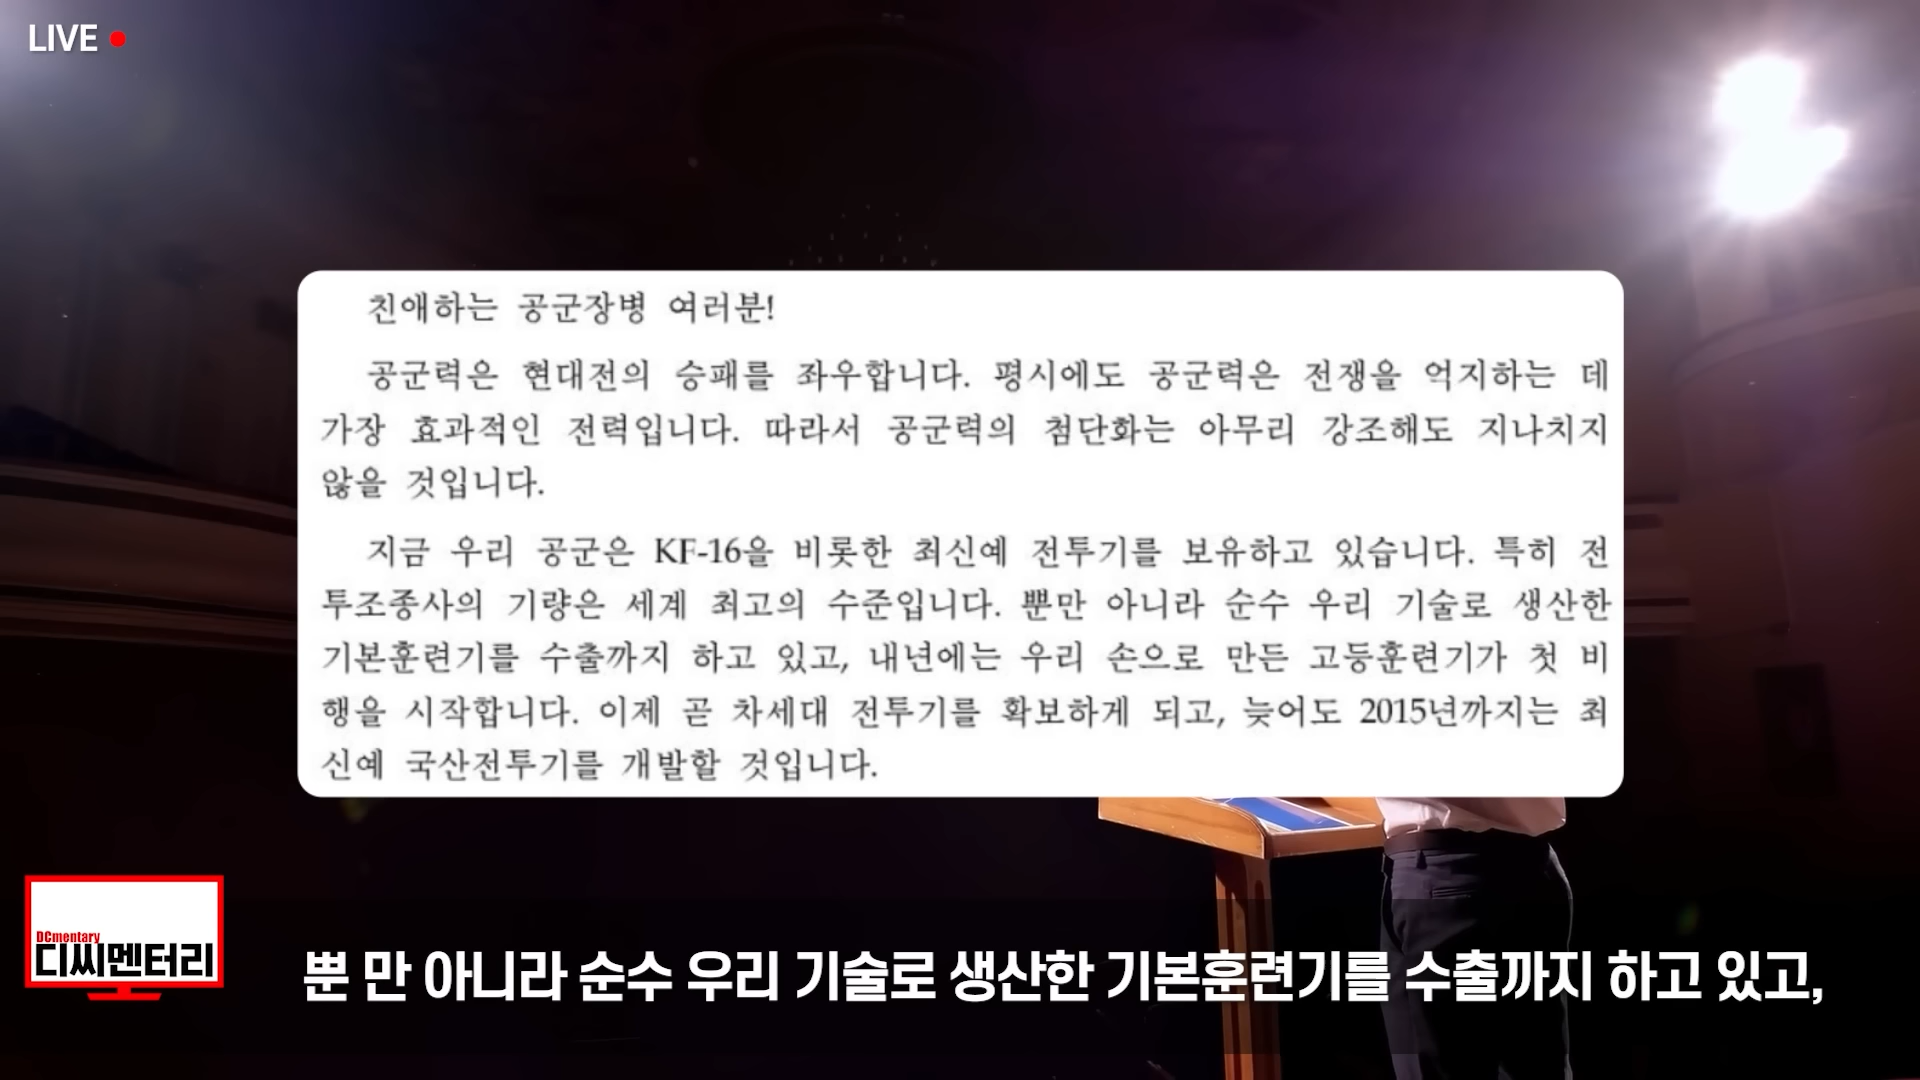 LIVE
친애하는 공군장병 여러분!
공군력은 현대전의 승패를 좌우합니다. 평시에도 공군력은 전쟁을 억지하는 데
가장 효과적인 전력입니다. 따라서 공군력의 첨단화는 아무리 강조해도 지나치지
않을 것입니다.
지금 우리 공군은 KF-16을 비롯한 최신예 전투기를 보유하고 있습니다. 특히 전
투조종사의 기량은 세계 최고의 수준입니다. 뿐만 아니라 순수 우리 기술로 생산한
기본훈련기를 수출까지 하고 있고, 내년에는 우리 손으로 만든 고등훈련기가 첫 비
행을 시작합니다. 이제 곧 차세대 전투기를 확보하게 되고, 늦어도 2015년까지는 최
신예 국산전투기를 개발할 것입니다.
DCmentary
디씨멘터리
뿐 만 아니라 순수 우리 기술로 생산한 기본훈련기를 수출까지 하고 있고,